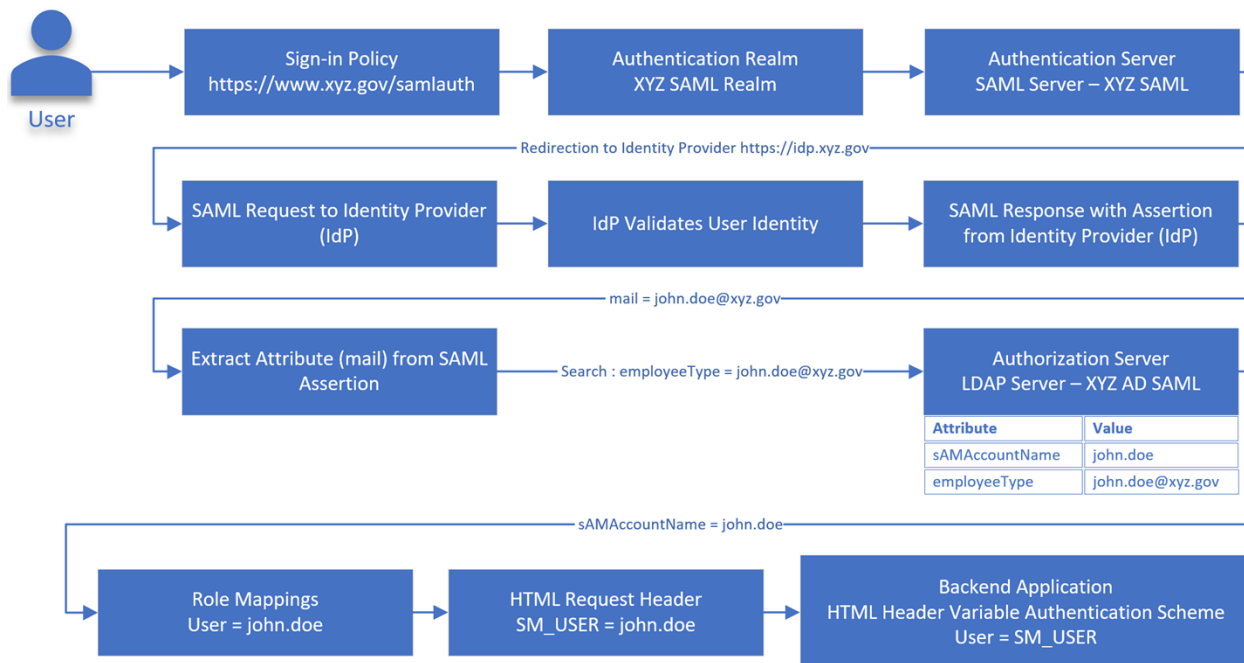 User
Sign-in Policy
https://www.xyz.gov/samlauth
Authentication Realm
XYZ SAML Realm
Authentication Server
SAML Server – XYZ SAML
Redirection to Identity Provider https://idp.xyz.gov
SAML Request to Identity Provider
(IdP)
IdP Validates User Identity
SAML Response with Assertion
from Identity Provider (IdP)
mail = john.doe@xyz.gov
Extract Attribute (mail) from SAML
Assertion
Search : employeeType = john.doe@xyz.gov
Authorization Server
LDAP Server – XYZ AD SAML
Attribute Value
sAMAccountName john.doe
employeeType john.doe@xyz.gov
sAMAccountName = john.doe
Role Mappings
User = john.doe
HTML Request Header
SM_USER = john.doe
Backend Application
HTML Header Variable Authentication Scheme
User = SM_USER